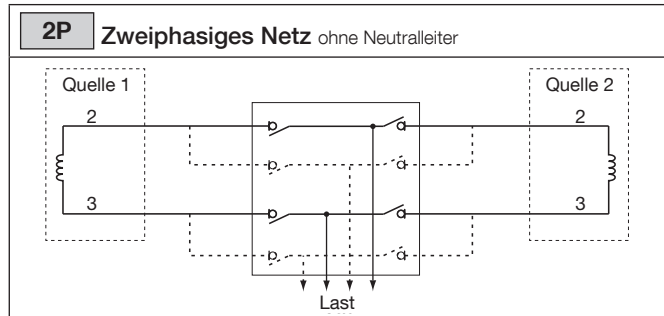 2P Zweiphasiges Netz ohne Neutralleiter
Quelle 1 Quelle 2
2 2
3 3
Last